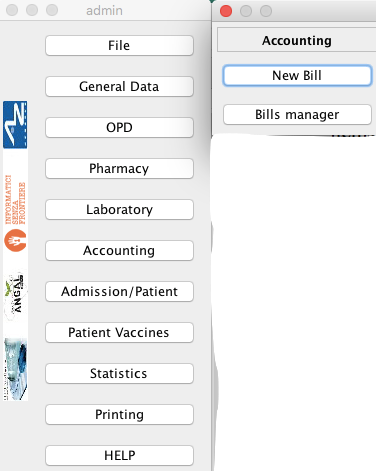 admin
File
General Data
OPD
Pharmacy
Laboratory
Accounting
Admission/Patient
Patient Vaccines
Statistics
Printing
HELP
INFORMATICI
SENZA
FRONTIERE
ANGAL
Accounting
New Bill
Bills manager